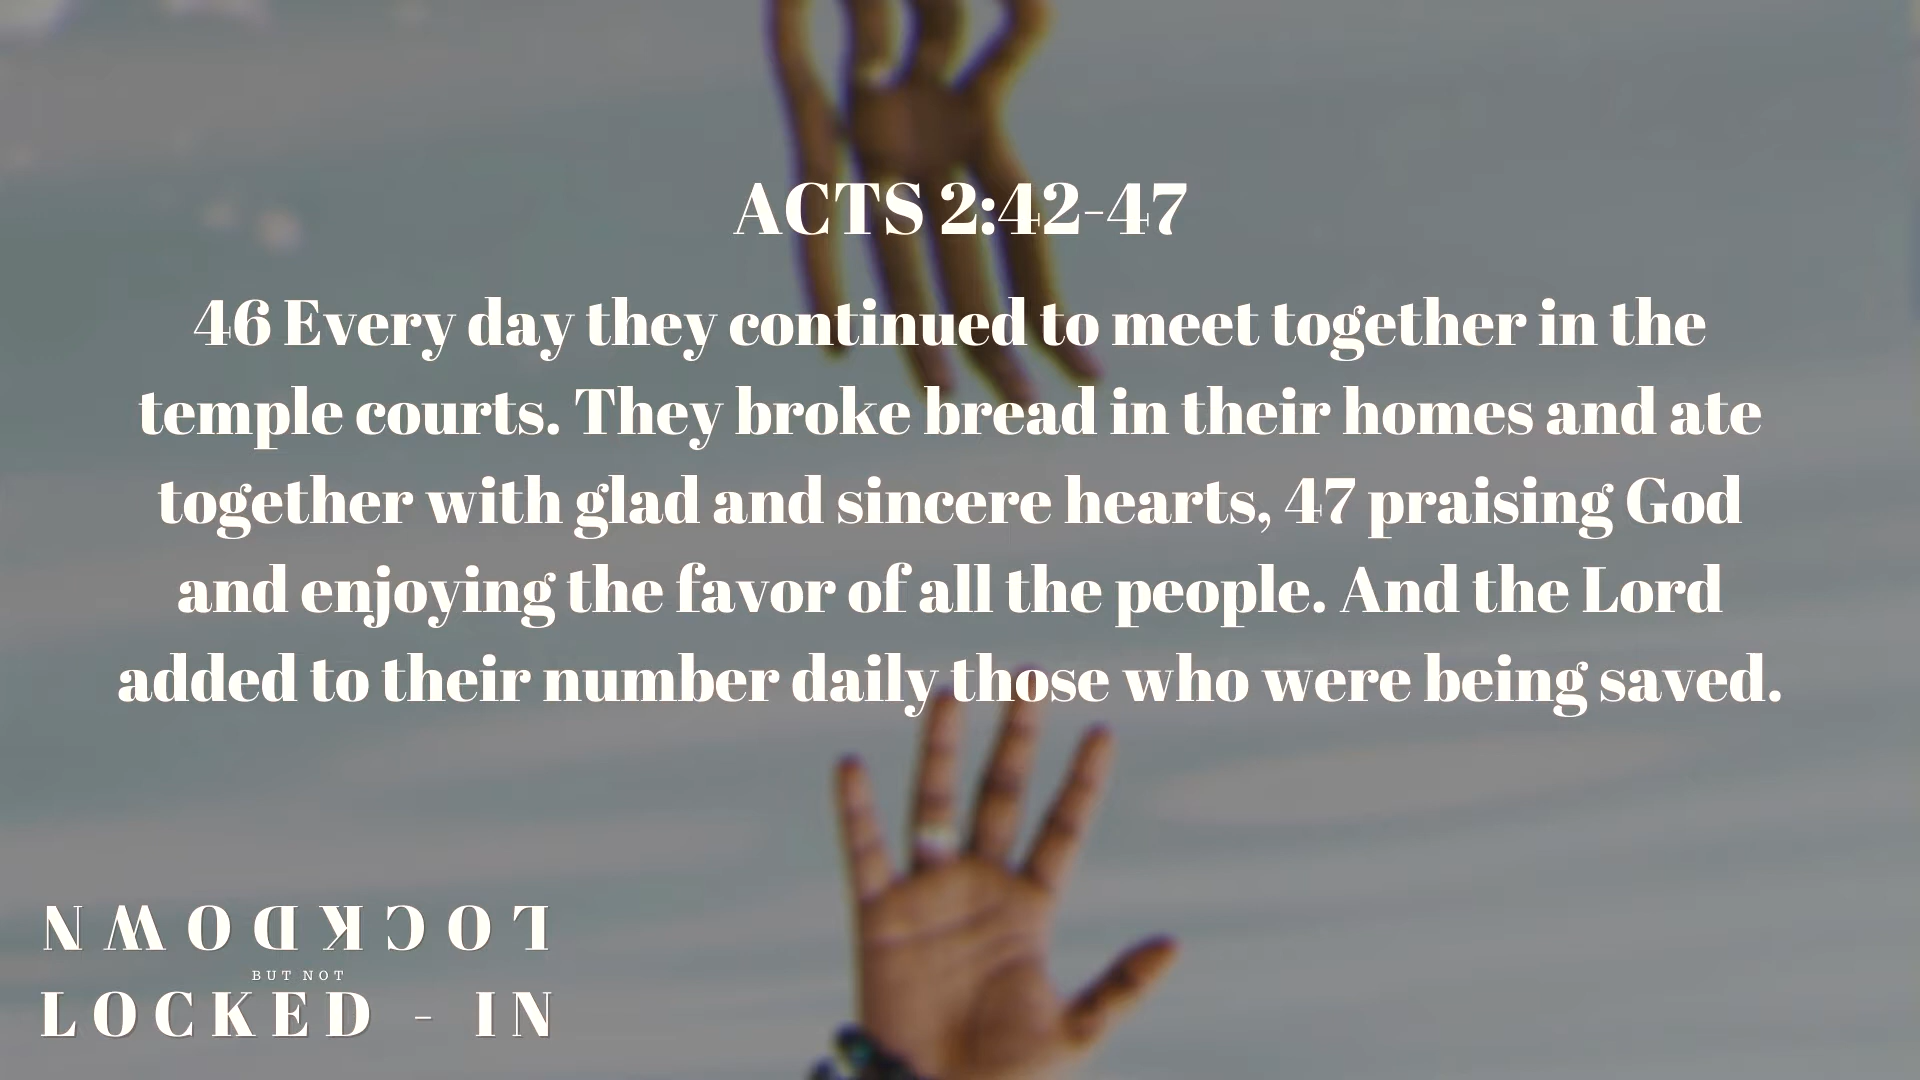 ACTS 2:42-47
46 Every day they continued to meet together in the
temple courts. They broke bread in their homes and ate
together with glad and sincere hearts, 47 praising God
and enjoying the favor of all the people. And the Lord
added to their number daily those who were being saved.
LOCKDOWN
BUT NOT
LOCKED - IN